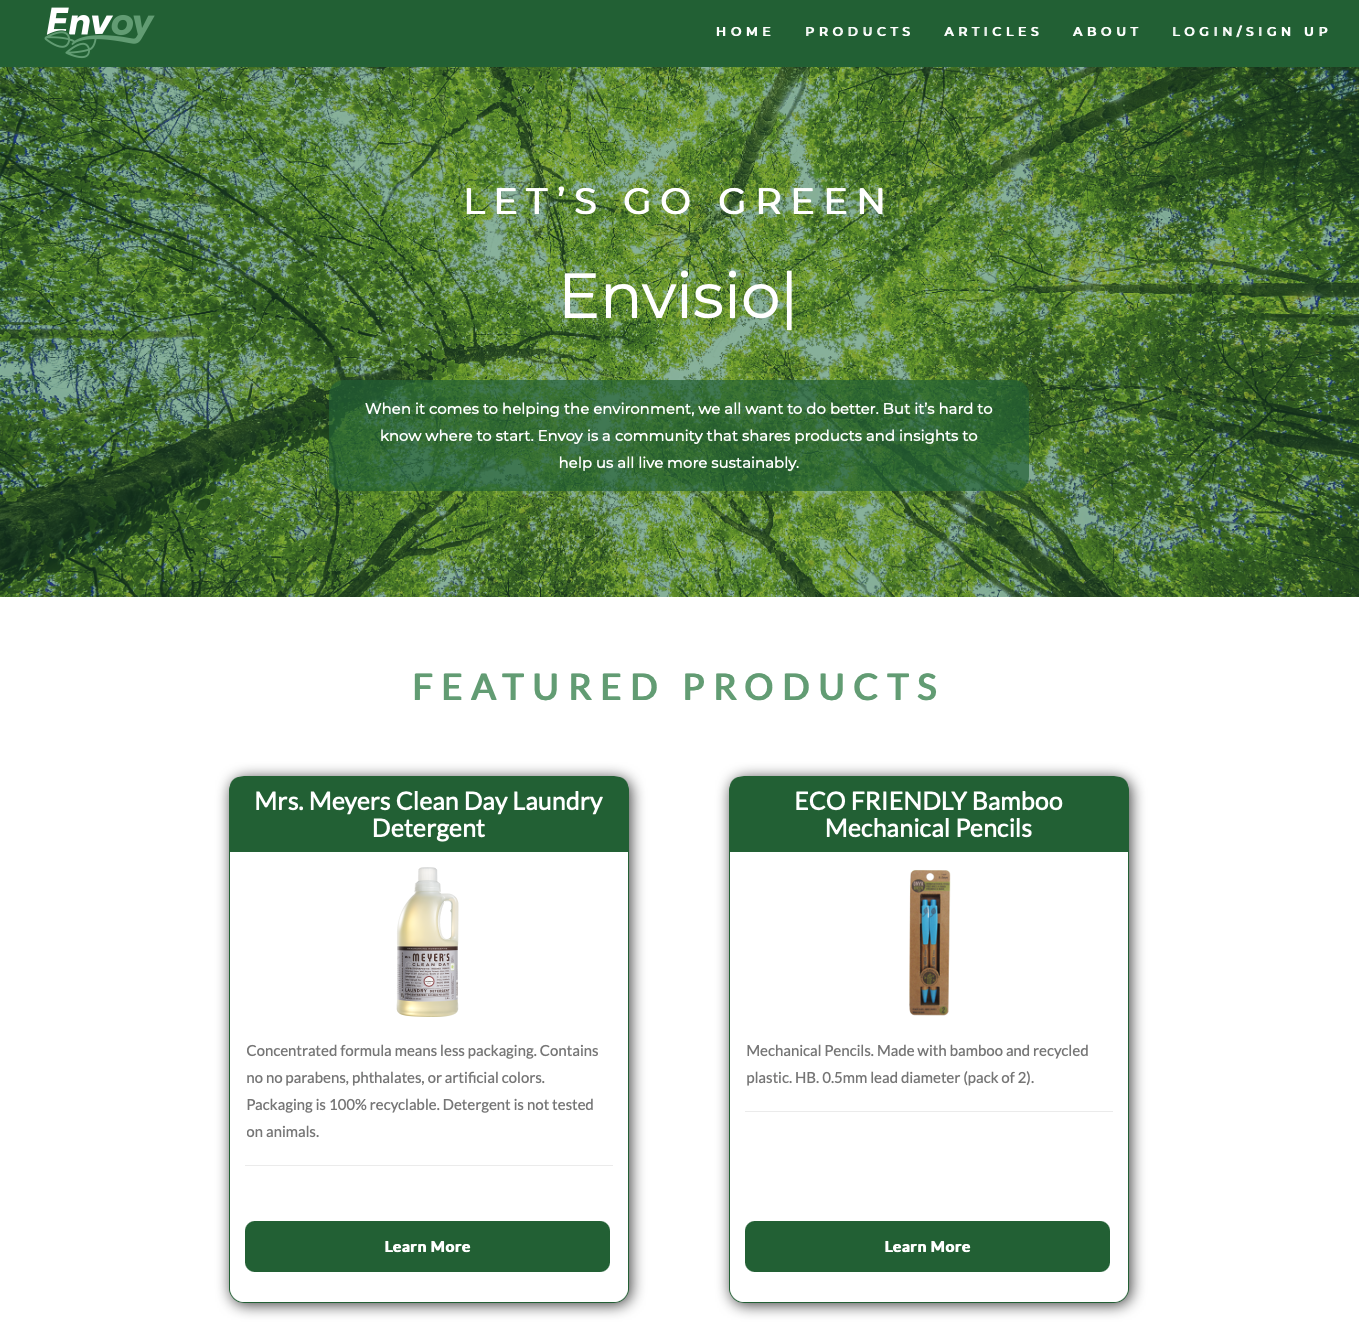 Envoy
HOME PRODUCTS ARTICLES ABOUT LOGIN/SIGN UP
LET’S GO GREEN
Envisio|
When it comes to helping the environment, we all want to do better. But it’s hard to
know where to start. Envoy is a community that shares products and insights to
help us all live more sustainably.
FEATURED PRODUCTS
Mrs. Meyers Clean Day Laundry
Detergent
MEYER'S
CLEAN DAY
LAUNDRY DETERGENT
Concentrated formula means less packaging. Contains
no no parabens, phthalates, or artificial colors.
Packaging is 100% recyclable. Detergent is not tested
on animals.
Learn More
ECO FRIENDLY Bamboo
Mechanical Pencils
Mechanical Pencils. Made with bamboo and recycled
plastic. HB. 0.5mm lead diameter (pack of 2).
Learn More